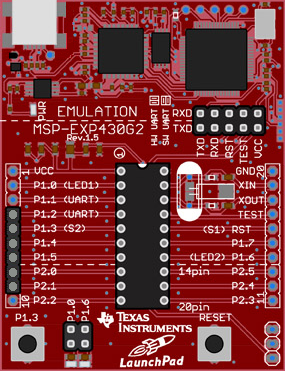 PWR
EMULATION
MSP-EXP430G2
Rev.1.5
HW UART
SW UART
RXD
TXD
TXD
RXD
RST
TEST
VCC
1
VCC
P1.0 (LED1)
P1.1 (UART)
P1.2 (UART)
P1.3 (S2)
P1.4
P1.5
P2.0
P2.1
P2.2
10
20
GND
XIN
XOUT
TEST
(S1) RST
P1.7
(LED2) P1.6
P2.5
P2.4
P2.3
11
14pin
20pin
P1.3
P1.0
P1.6
TEXAS
INSTRUMENTS
RESET
LaunchPad